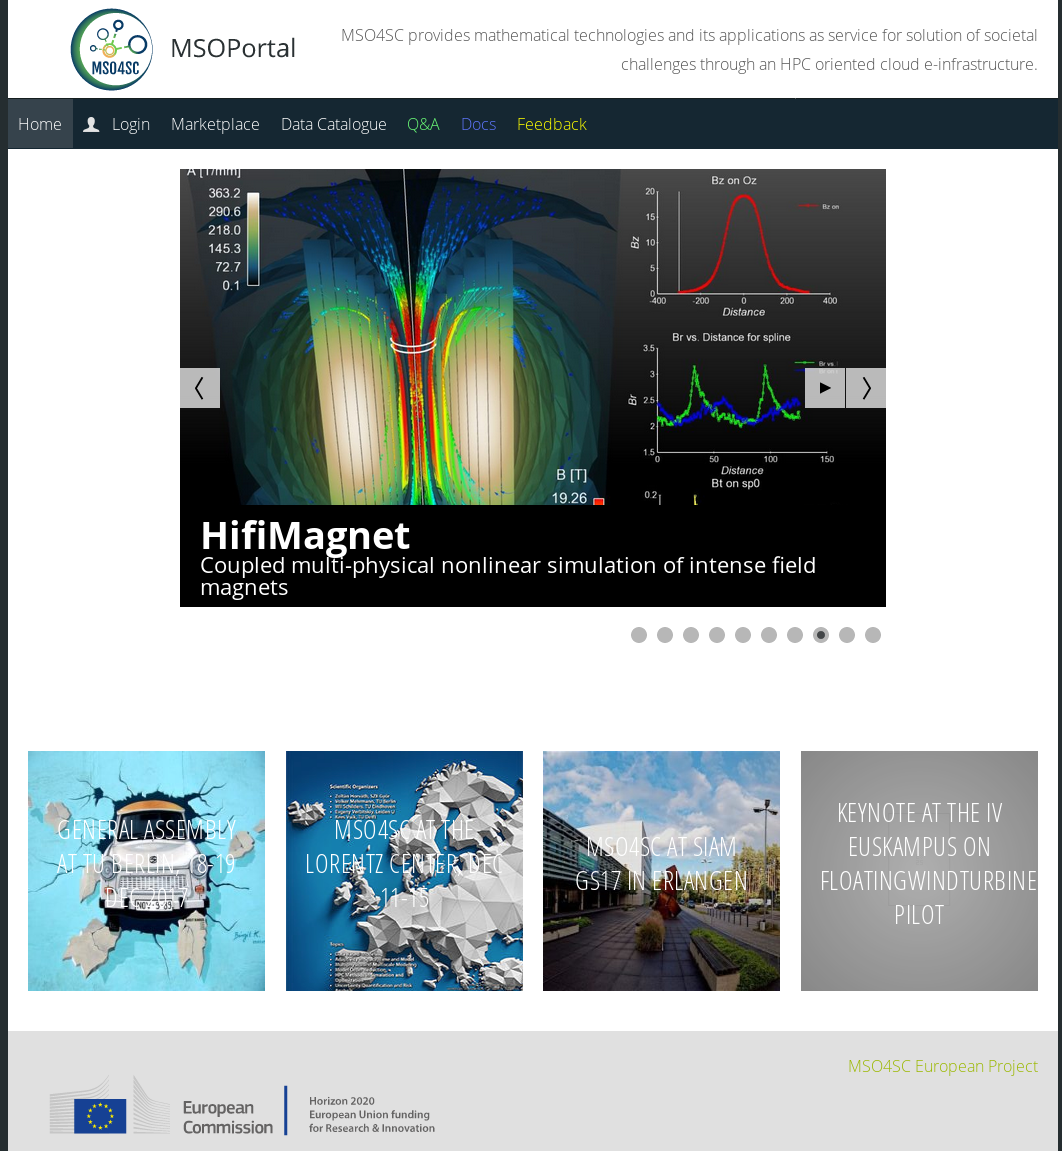 MSO4SC
MSOPortal
MSO4SC provides mathematical technologies and its applications as service for solution of societal
challenges through an HPC oriented cloud e-infrastructure.
Home Login Marketplace Data Catalogue Q&A Docs Feedback
A [T/mm]
363.2
290.6
218.0
145.3
72.7
0.1
B [T]
19.26
Bz on Oz
20
15
10
5
0
Bz
Bz on
-400 -200 0 200 400
Distance
Br vs. Distance for spline
3.5
3
2.5
2
1.5
Br
Br vs
0 50 100 150
Distance
Bt on sp0
0.2
HifiMagnet
Coupled multi-physical nonlinear simulation of intense field
magnets
GENERAL ASSEMBLY
AT TU BERLIN, 18-19
DEC 2017
Scientific Organizers
MSO4SC AT THE
LORENTZ CENTER, DEC
11-15
Topics
MSO4SC AT SIAM
GS17 IN ERLANGEN
KEYNOTE AT THE IV
EUSKAMPUS ON
FLOATINGWINDTURBINE
PILOT
MSO4SC European Project
European
Commission
Horizon 2020
European Union funding
for Research & Innovation